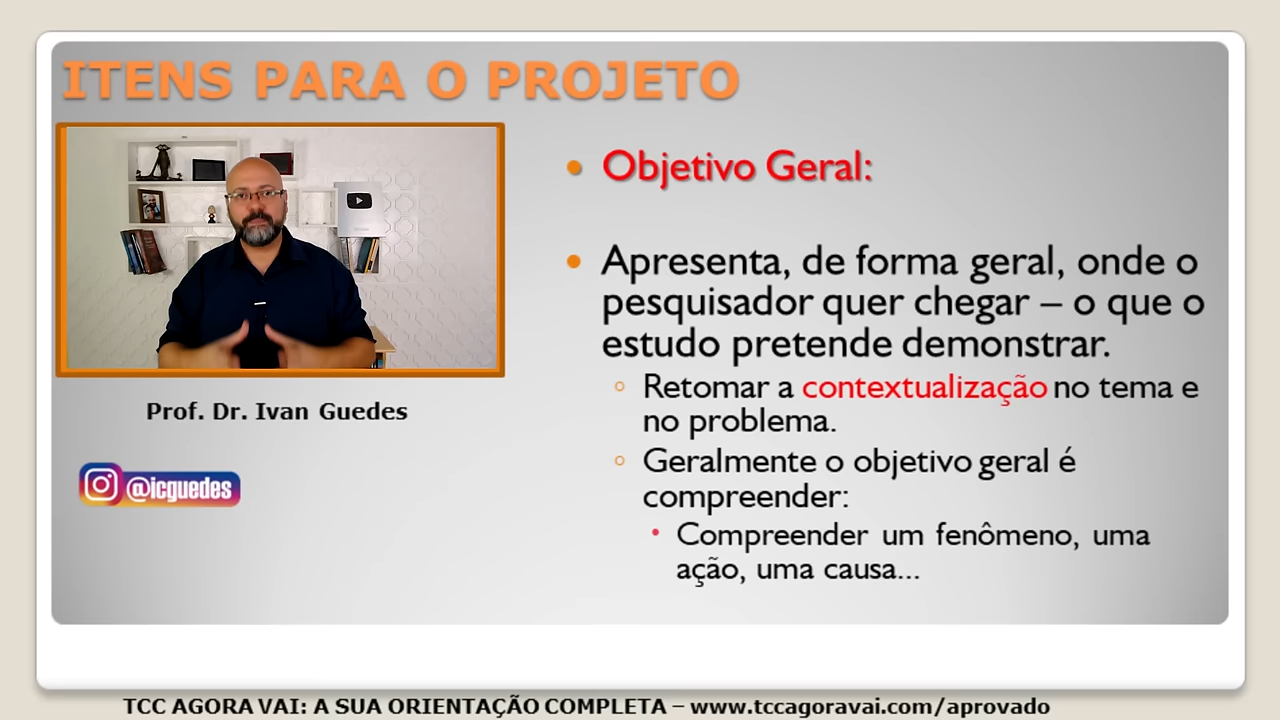 ITENS PARA O PROJETO
Prof. Dr. Ivan Guedes
@icguedes
• Objetivo Geral:
• Apresenta, de forma geral, onde o
pesquisador quer chegar – o que o
estudo pretende demonstrar.
◦ Retomar a contextualização no tema e
no problema.
◦ Geralmente o objetivo geral é
compreender:
• Compreender um fenômeno, uma
ação, uma causa...
TCC AGORA VAI: A SUA ORIENTAÇÃO COMPLETA – www.tccagoravai.com/aprovado